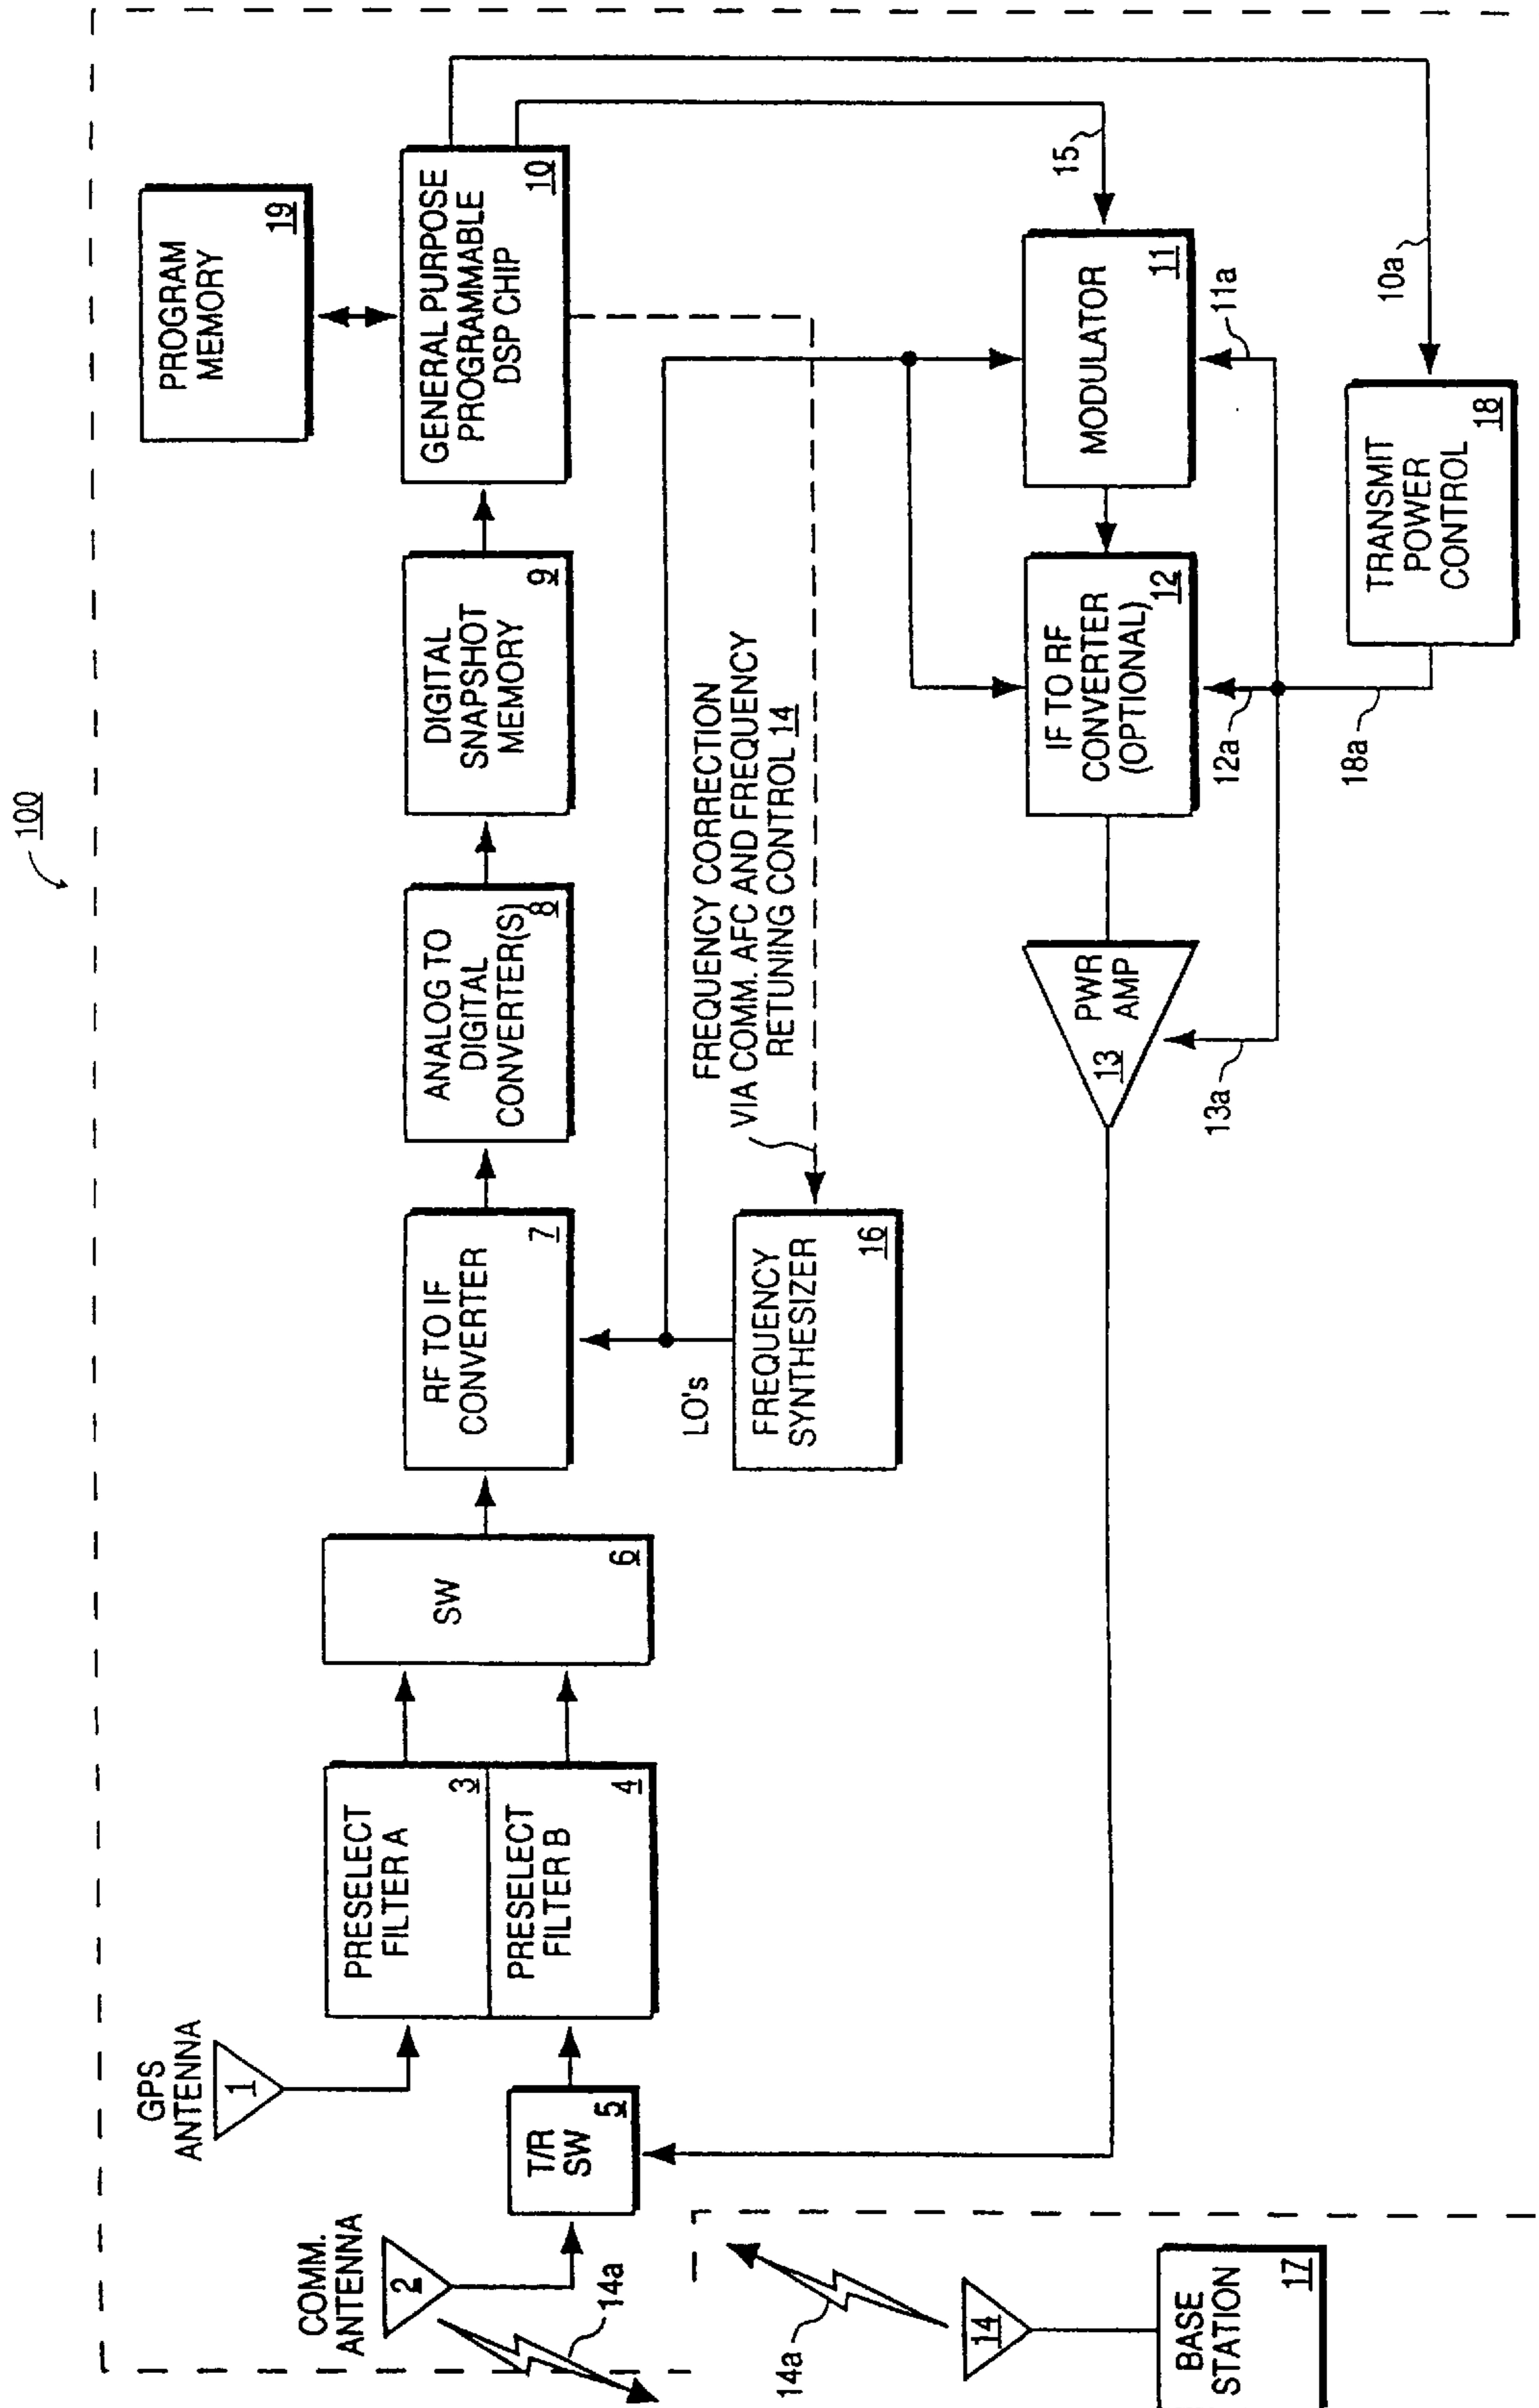 100
GPS
ANTENNA
1
COMM.
ANTENNA
2
14a
T/R
SW
5
PRESELECT
FILTER A
3
PRESELECT
FILTER B
4
SW
6
RF TO IF
CONVERTER
7
ANALOG TO
DIGITAL
CONVERTER(S)
8
DIGITAL
SNAPSHOT
MEMORY
9
GENERAL PURPOSE
PROGRAMMABLE
DSP CHIP
10
PROGRAM
MEMORY
19
LO's
FREQUENCY
SYNTHESIZER
16
FREQUENCY CORRECTION
VIA COMM. AFC AND FREQUENCY
RETUNING CONTROL 14
15
MODULATOR
11
11a
IF TO RF
CONVERTER
(OPTIONAL)
12
12a
PWR
AMP
13
13a
10a
TRANSMIT
POWER
CONTROL
18
18a
14a
14
BASE
STATION
17